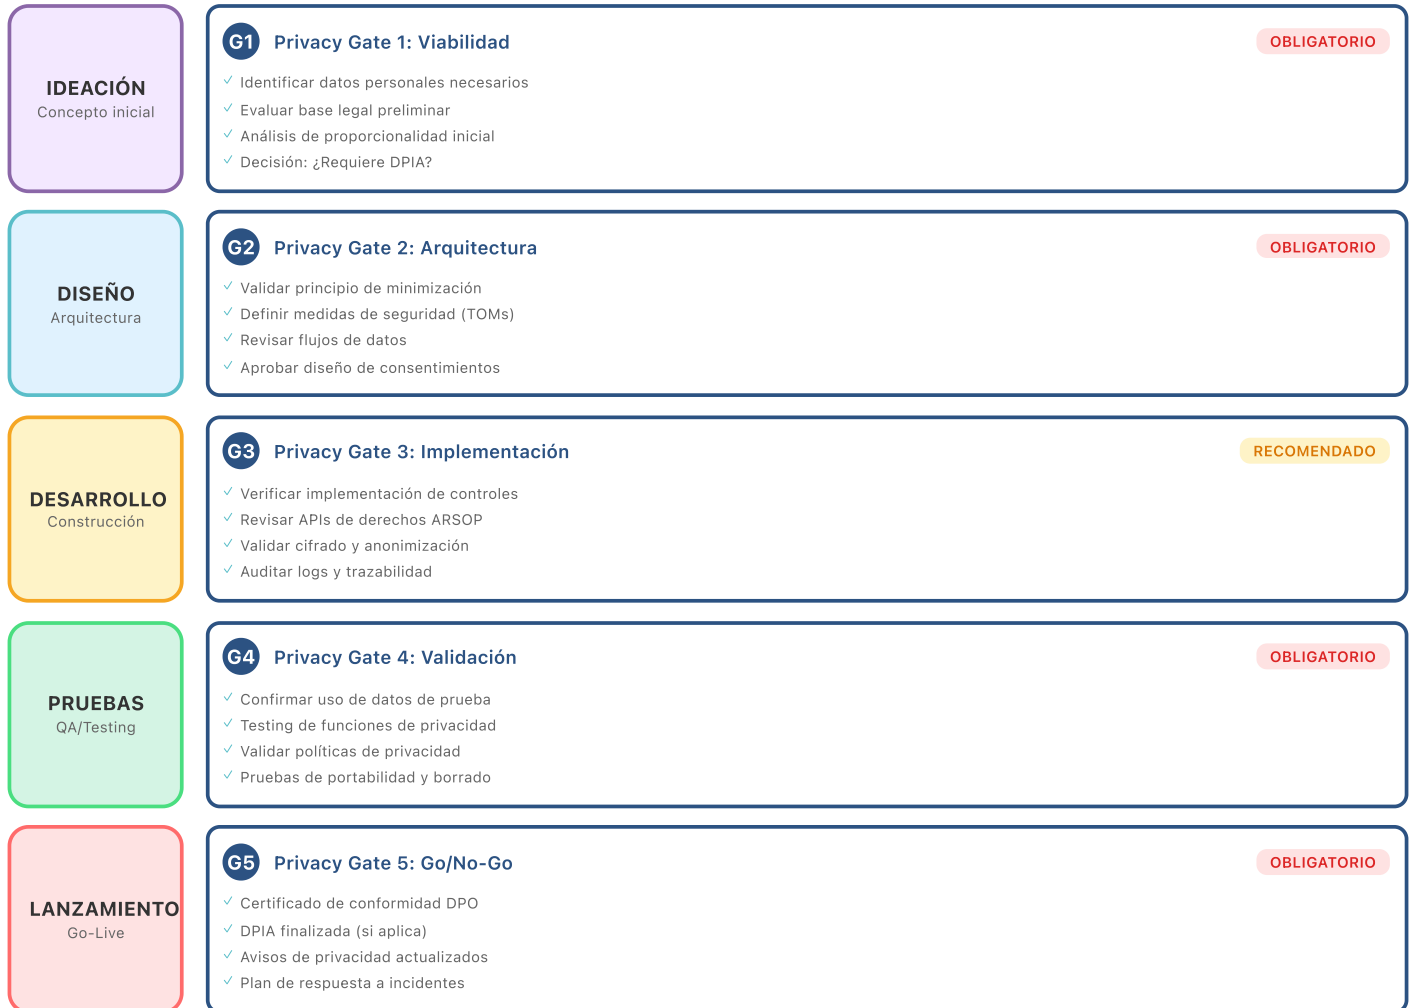 IDEACIÓN
Concepto inicial
G1 Privacy Gate 1: Viabilidad OBLIGATORIO
✓ Identificar datos personales necesarios
✓ Evaluar base legal preliminar
✓ Análisis de proporcionalidad inicial
✓ Decisión: ¿Requiere DPIA?
DISEÑO
Arquitectura
G2 Privacy Gate 2: Arquitectura OBLIGATORIO
✓ Validar principio de minimización
✓ Definir medidas de seguridad (TOMs)
✓ Revisar flujos de datos
✓ Aprobar diseño de consentimientos
DESARROLLO
Construcción
G3 Privacy Gate 3: Implementación RECOMENDADO
✓ Verificar implementación de controles
✓ Revisar APIs de derechos ARSOP
✓ Validar cifrado y anonimización
✓ Auditar logs y trazabilidad
PRUEBAS
QA/Testing
G4 Privacy Gate 4: Validación OBLIGATORIO
✓ Confirmar uso de datos de prueba
✓ Testing de funciones de privacidad
✓ Validar políticas de privacidad
✓ Pruebas de portabilidad y borrado
LANZAMIENTO
Go-Live
G5 Privacy Gate 5: Go/No-Go OBLIGATORIO
✓ Certificado de conformidad DPO
✓ DPIA finalizada (si aplica)
✓ Avisos de privacidad actualizados
✓ Plan de respuesta a incidentes